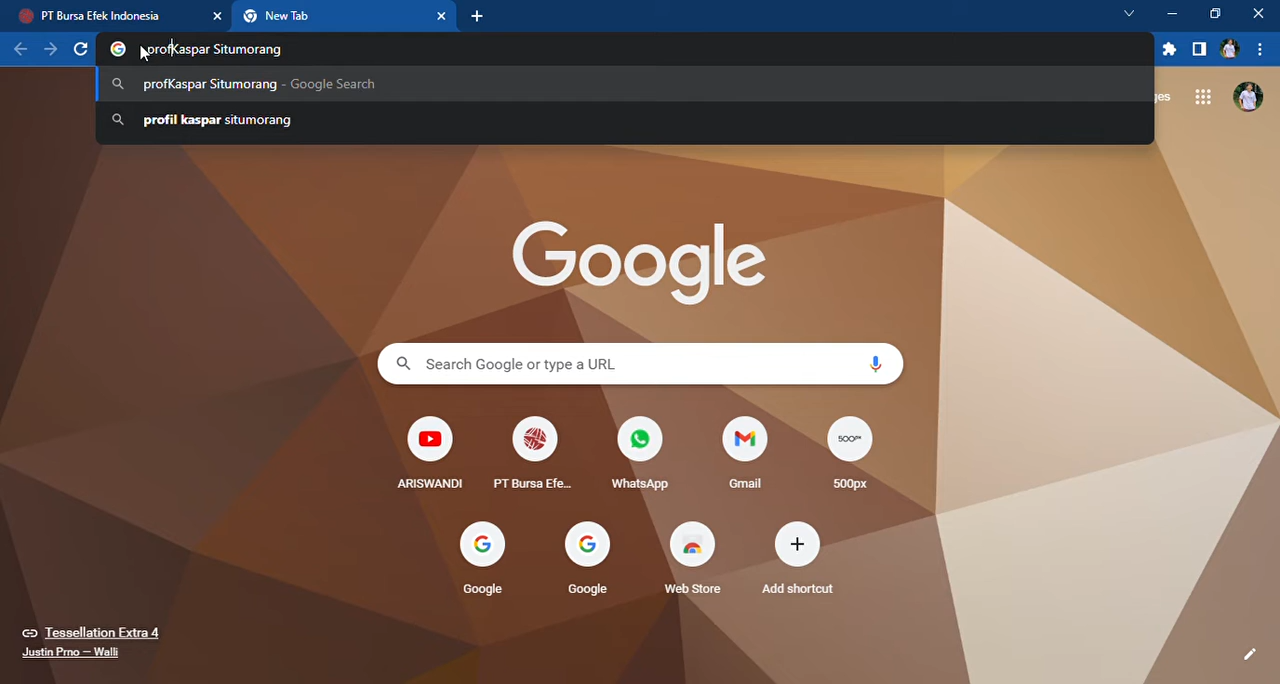 PT Bursa Efek Indonesia
New Tab
profKaspar Situmorang
profKaspar Situmorang - Google Search
profil kaspar situmorang
ges
Google
Search Google or type a URL
500px
ARISWANDI
PT Bursa Efe...
WhatsApp
Gmail
500px
Google
Google
Web Store
Add shortcut
Tessellation Extra 4
Justin Prno — Walli